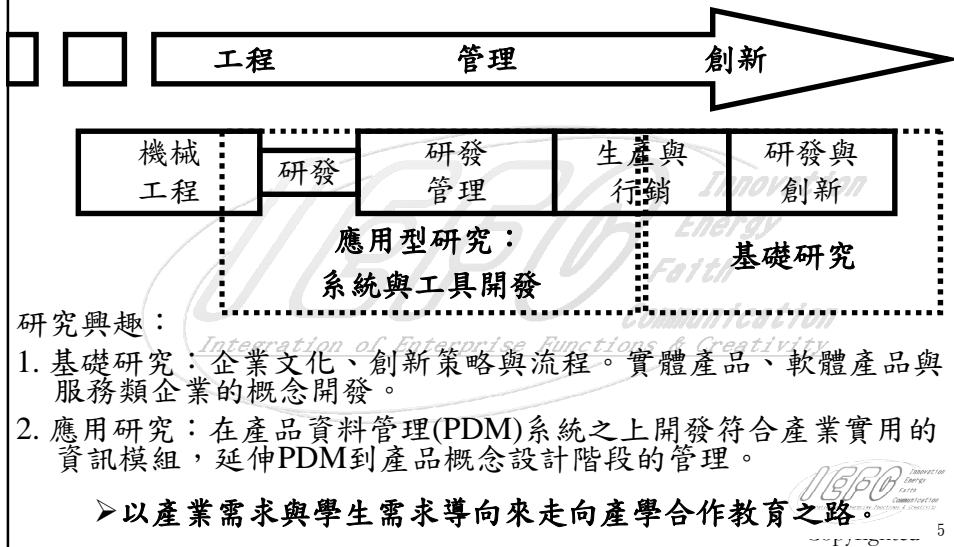 工程 管理 創新
機械 研發 研發 生產與 研發與
工程 管理 行銷 創新
應用型研究：
系統與工具開發
基礎研究
Innovation
Energy
Faith
Communication
Integration of Enterprise Functions & Creativity
研究興趣：
1. 基礎研究：企業文化、創新策略與流程。實體產品、軟體產品與
服務類企業的概念開發。
2. 應用研究：在產品資料管理(PDM)系統之上開發符合產業實用的
資訊模組，延伸PDM到產品概念設計階段的管理。
➢以產業需求與學生需求導向來走向產學合作教育之路。
IEFC
Innovation
Energy
Faith
Communication
Copyrighted 5